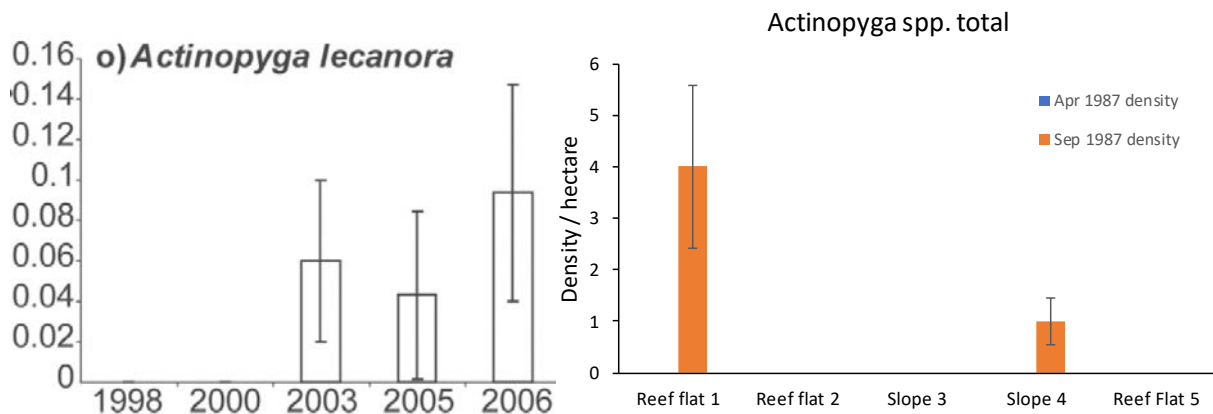 o) Actinopyga lecanora
0.16
0.14
0.12
0.1
0.08
0.06
0.04
0.02
0
1998 2000 2003 2005 2006
Actinopyga spp. total
Density / hectare
6
5
4
3
2
1
0
Apr 1987 density
Sep 1987 density
Reef flat 1 Reef flat 2 Slope 3 Slope 4 Reef Flat 5